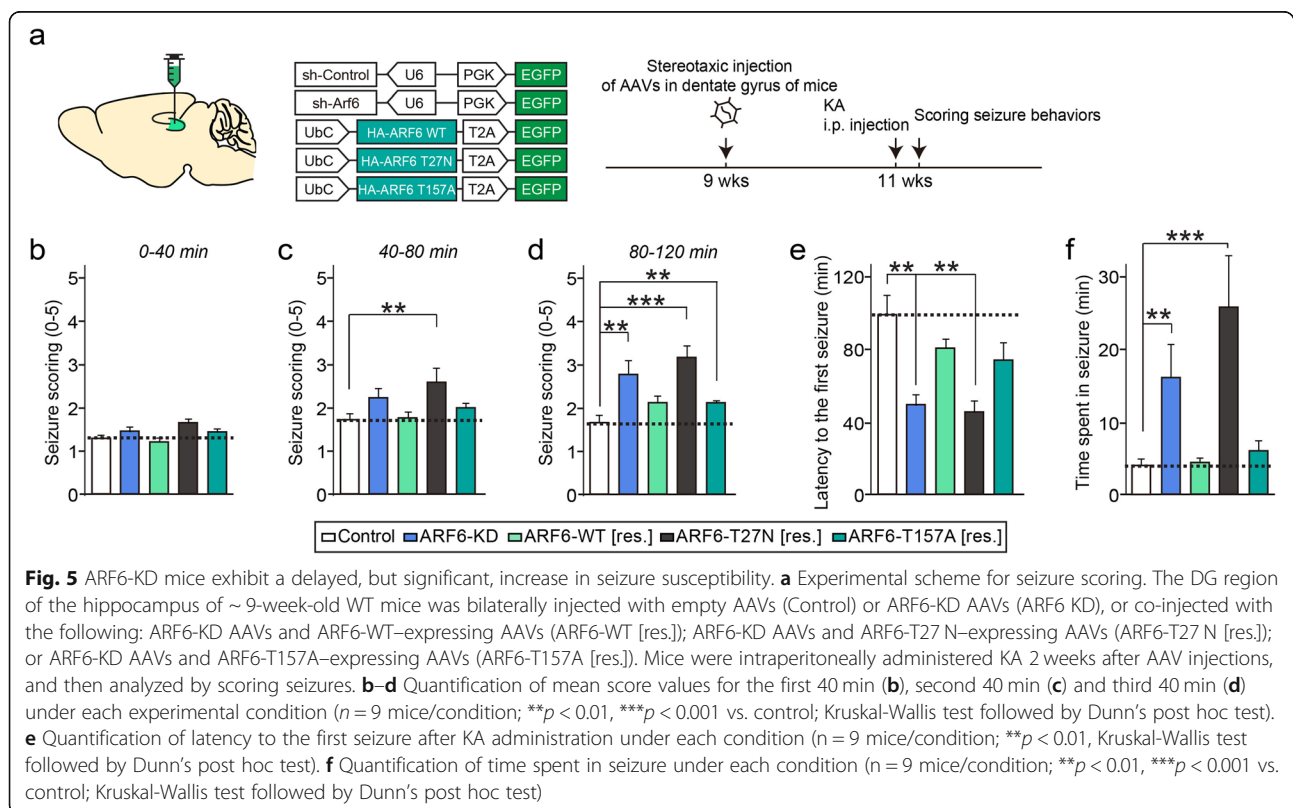 a
sh-Control U6 PGK EGFP
sh-Arf6 U6 PGK EGFP
UbC HA-ARF6 WT T2A EGFP
UbC HA-ARF6 T27N T2A EGFP
UbC HA-ARF6 T157A T2A EGFP
Stereotaxic injection
of AAVs in dentate gyrus of mice
KA
i.p. injection
Scoring seizure behaviors
9 wks
11 wks
b
0-40 min
Seizure scoring (0-5)
5
4
3
2
1
0
c
40-80 min
**
Seizure scoring (0-5)
5
4
3
2
1
0
d
80-120 min
**
***
**
Seizure scoring (0-5)
5
4
3
2
1
0
e
** **
Latency to the first seizure (min)
120
80
40
0
f
***
**
Time spent in seizure (min)
30
20
10
0
Control ARF6-KD ARF6-WT [res.] ARF6-T27N [res.] ARF6-T157A [res.]
Fig. 5 ARF6-KD mice exhibit a delayed, but significant, increase in seizure susceptibility. a Experimental scheme for seizure scoring. The DG region
of the hippocampus of ~ 9-week-old WT mice was bilaterally injected with empty AAVs (Control) or ARF6-KD AAVs (ARF6 KD), or co-injected with
the following: ARF6-KD AAVs and ARF6-WT–expressing AAVs (ARF6-WT [res.]); ARF6-KD AAVs and ARF6-T27 N–expressing AAVs (ARF6-T27 N [res.]);
or ARF6-KD AAVs and ARF6-T157A–expressing AAVs (ARF6-T157A [res.]). Mice were intraperitoneally administered KA 2 weeks after AAV injections,
and then analyzed by scoring seizures. b–d Quantification of mean score values for the first 40 min (b), second 40 min (c) and third 40 min (d)
under each experimental condition (n = 9 mice/condition; **p < 0.01, ***p < 0.001 vs. control; Kruskal-Wallis test followed by Dunn's post hoc test).
e Quantification of latency to the first seizure after KA administration under each condition (n = 9 mice/condition; **p < 0.01, Kruskal-Wallis test
followed by Dunn's post hoc test). f Quantification of time spent in seizure under each condition (n = 9 mice/condition; **p < 0.01, ***p < 0.001 vs.
control; Kruskal-Wallis test followed by Dunn's post hoc test)